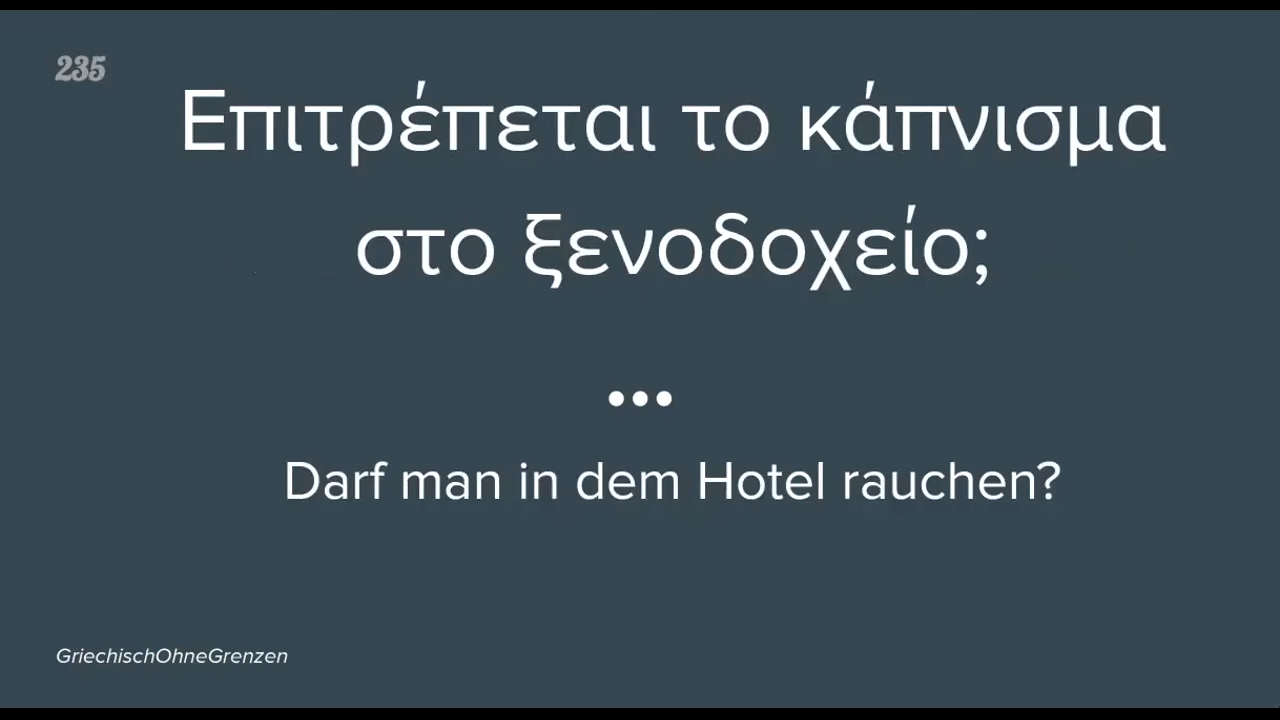 235
Επιτρέπεται το κάπνισμα
στο ξενοδοχείο;
...
Darf man in dem Hotel rauchen?
GriechischOhneGrenzen